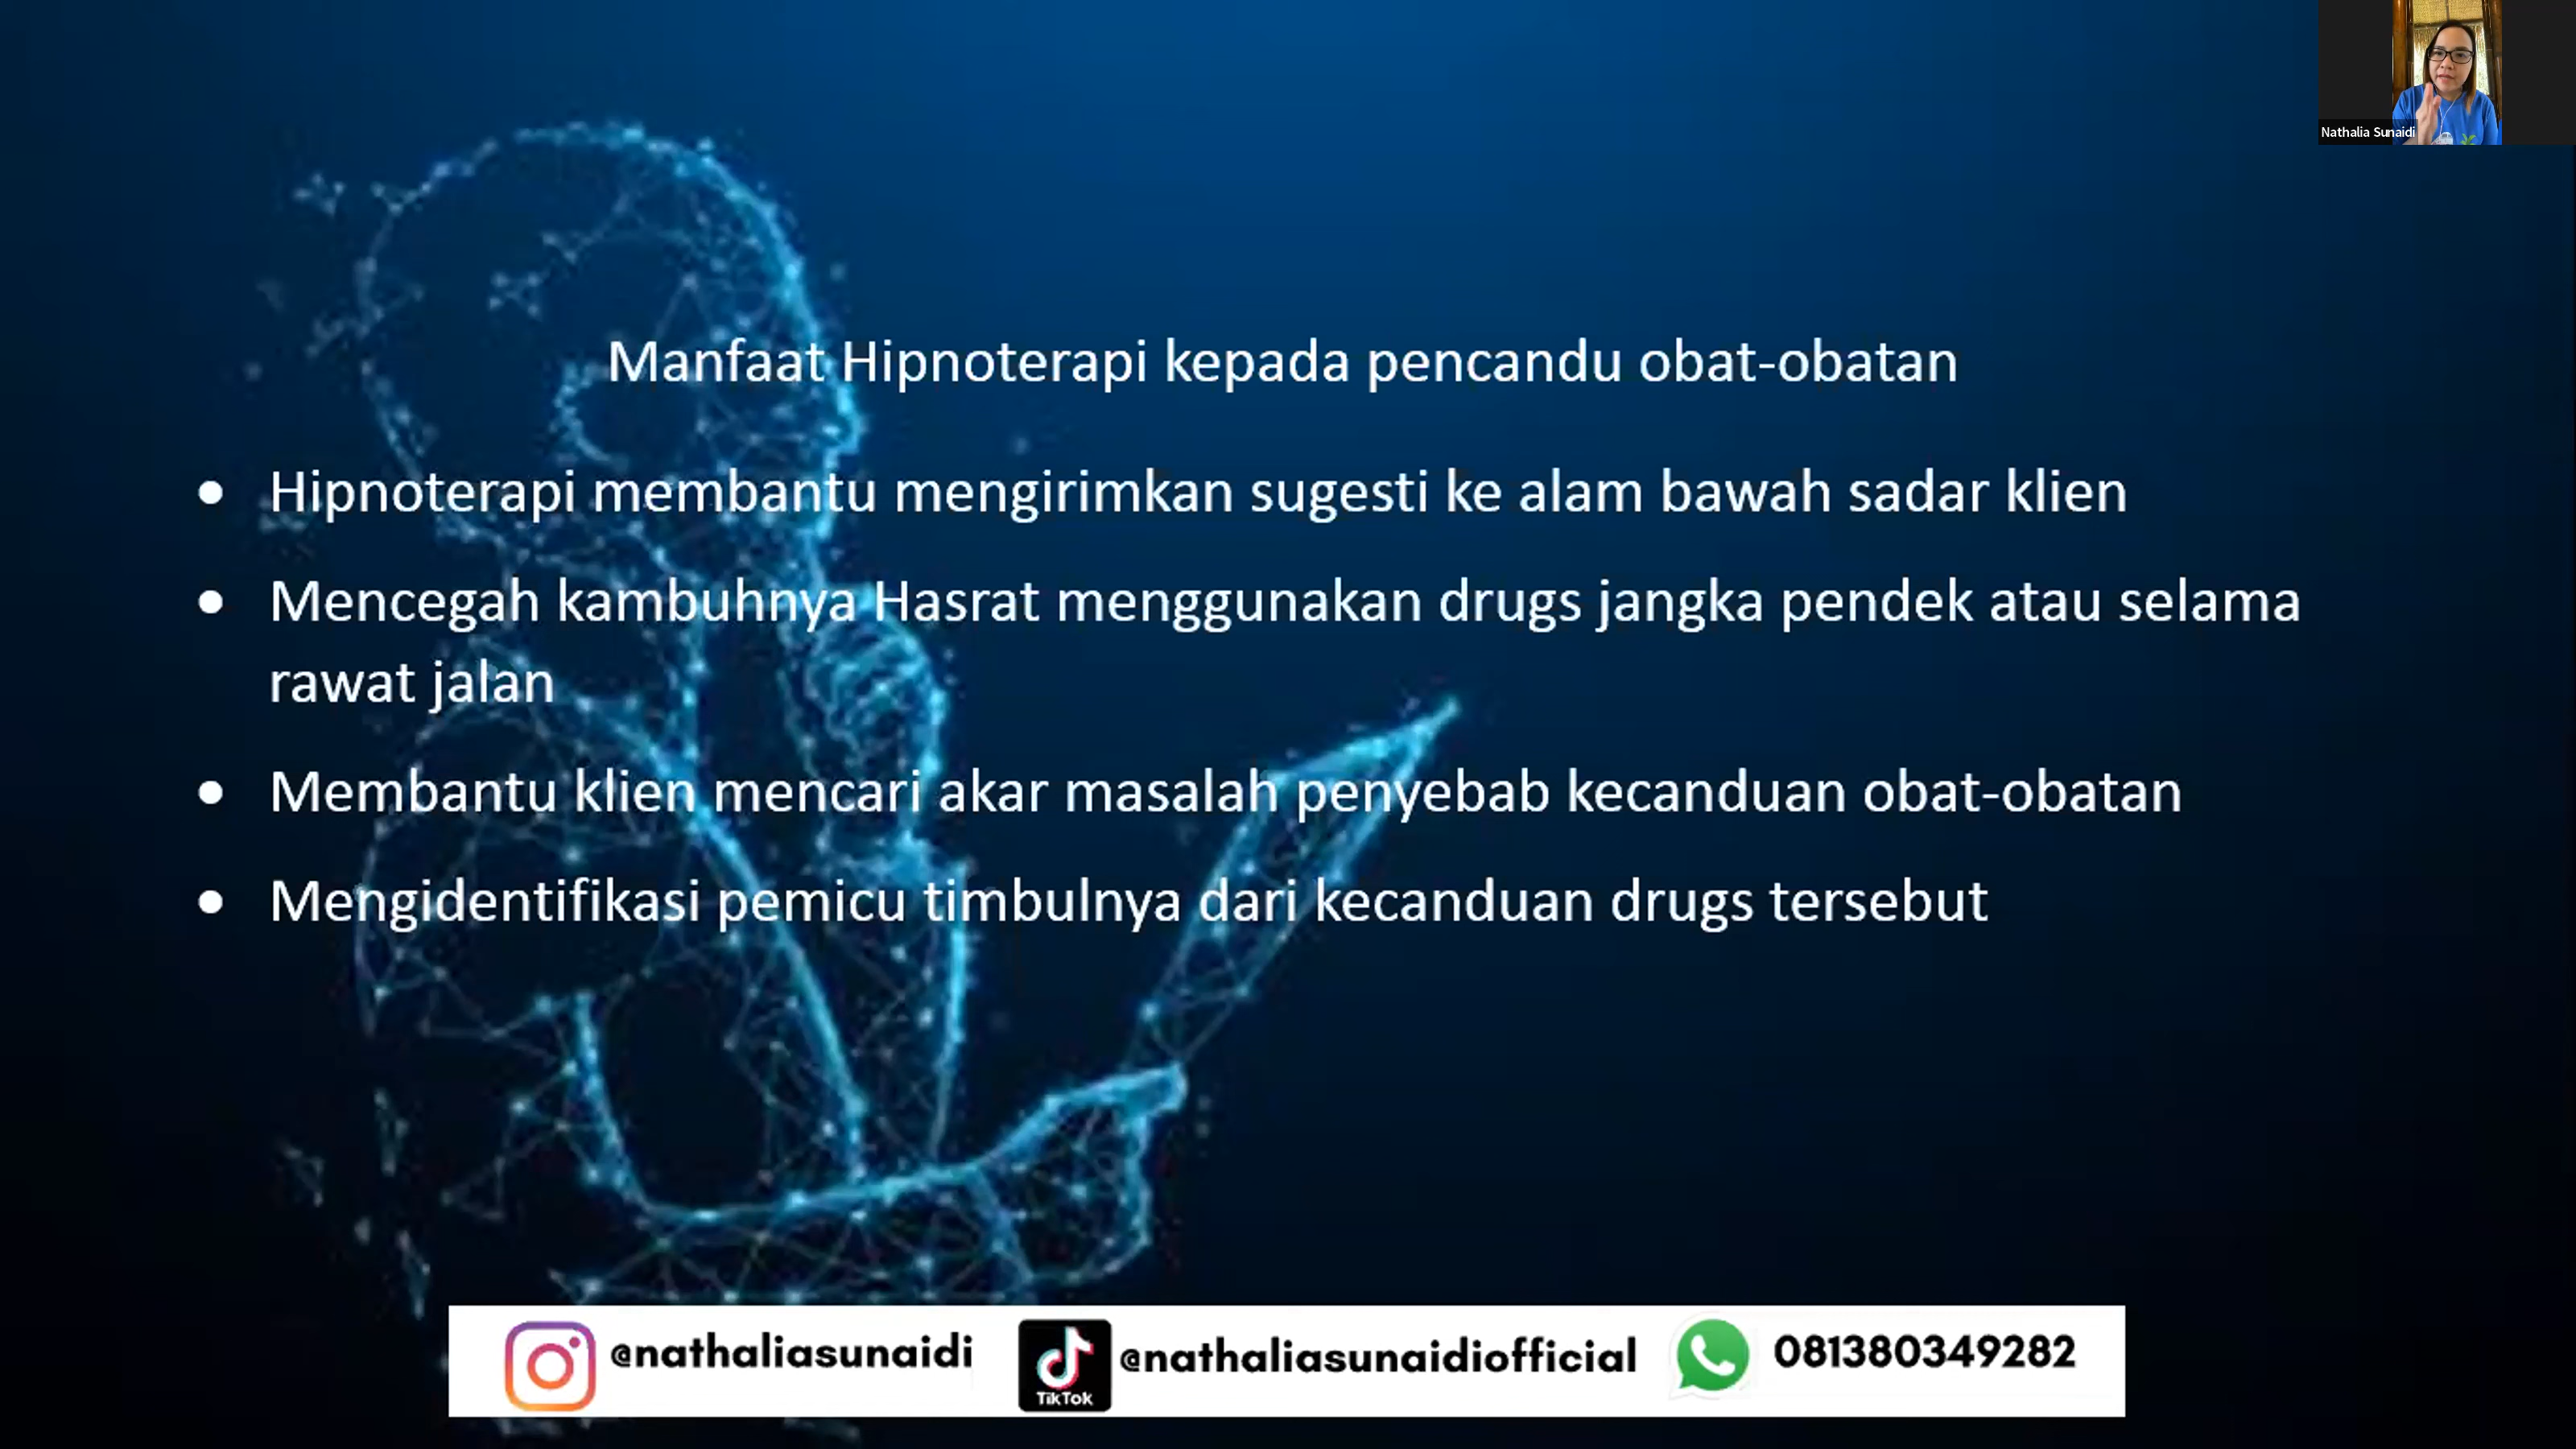 Nathalia Sunaidi
Manfaat Hipnoterapi kepada pencandu obat-obatan
● Hipnoterapi membantu mengirimkan sugesti ke alam bawah sadar klien
● Mencegah kambuhnya Hasrat menggunakan drugs jangka pendek atau selama
rawat jalan
● Membantu klien mencari akar masalah penyebab kecanduan obat-obatan
● Mengidentifikasi pemicu timbulnya dari kecanduan drugs tersebut
@nathaliasunaidi TikTok @nathaliasunaidiofficial 081380349282